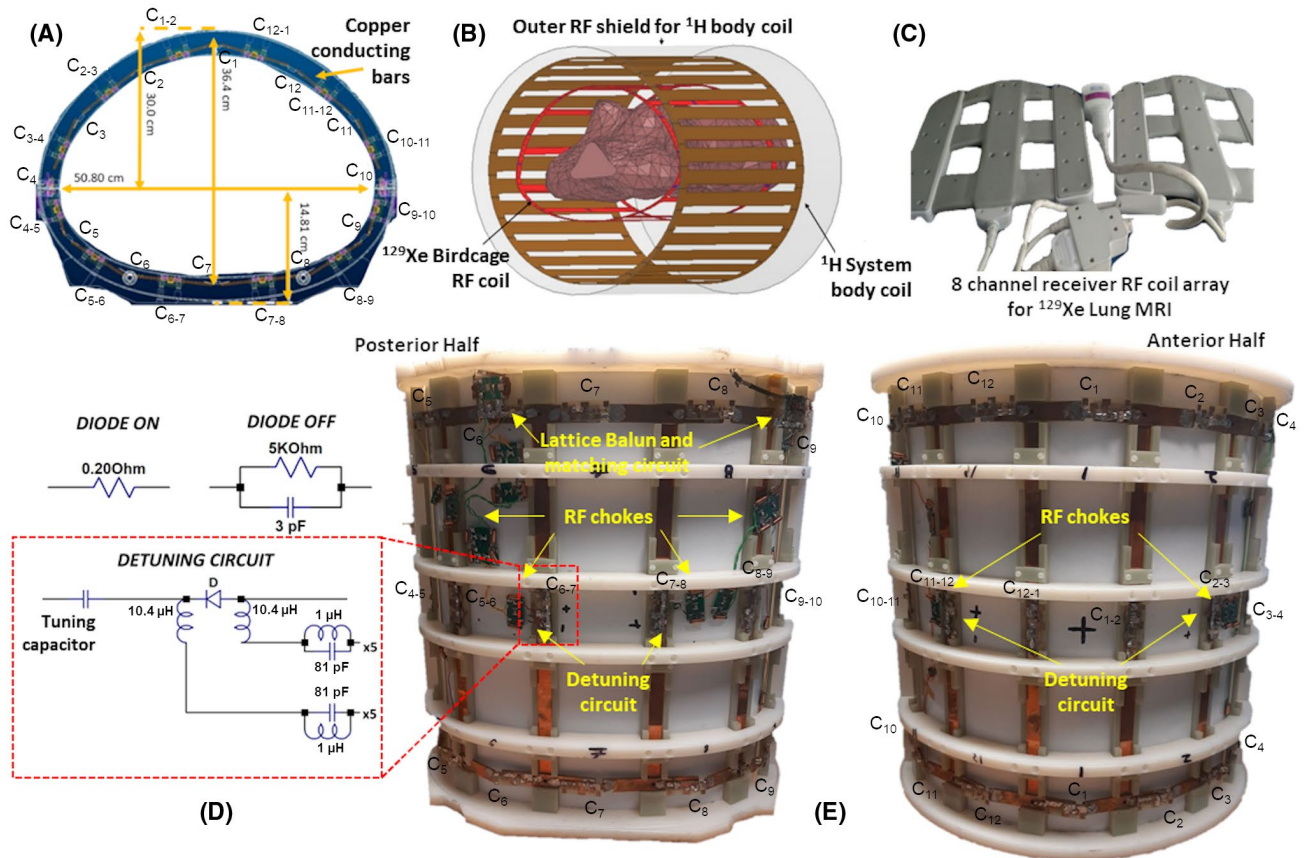 (A)
C1-2
C12-1
Copper
conducting
bars
C2-3
C1
C2
C12
C11-12
C3
C11
C3-4
C10-11
36.4 cm
30.0 cm
C4
50.80 cm
C10
14.81 cm
C4-5
C9-10
C5
C9
C6
C7
C8
C5-6
C8-9
C6-7
C7-8
(B)
Outer RF shield for 1H body coil
129Xe Birdcage
RF coil
1H System
body coil
(C)
8 channel receiver RF coil array
for 129Xe Lung MRI
DIODE ON
0.20Ohm
DIODE OFF
5KOhm
3 pF
DETUNING CIRCUIT
D
10.4 µH
10.4 µH
Tuning
capacitor
1 µH
x5
81 pF
81 pF
x5
1 µH
(D)
Posterior Half
C5
C7
C8
C6
C9
Lattice Balun and
matching circuit
RF chokes
C4-5
C5-6
C6-7
C7-8
C8-9
C9-10
Detuning
circuit
C5
C6
C7
C8
C9
(E)
Anterior Half
C11
C12
C1
C2
C3
C10
C4
RF chokes
C10-11
C11-12
C12-1
C1-2
C2-3
C3-4
Detuning
circuit
C10
C4
C11
C1
C3
C12
C2